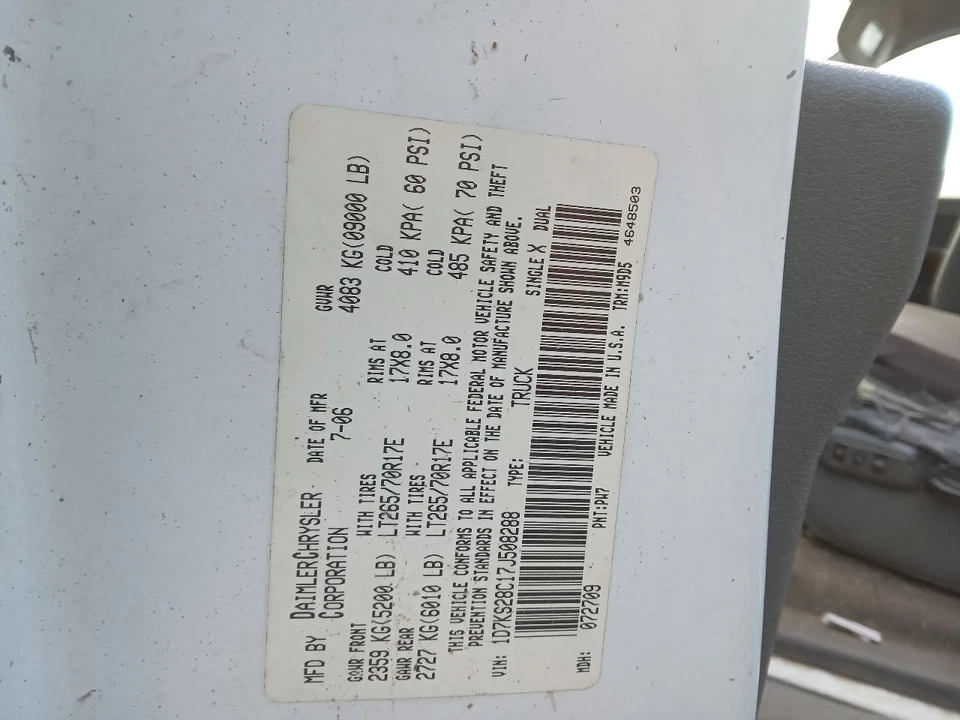 MFD BY DAIMLERCHRYSLER CORPORATION DATE OF MFR 7-06 GVWR 4083 KG(09000 LB)
GAWR FRONT WITH TIRES RIMS AT COLD
2359 KG(5200 LB) LT265/70R17E 17X8.0 410 KPA( 60 PSI)
GAWR REAR WITH TIRES RIMS AT COLD
2727 KG(6010 LB) LT265/70R17E 17X8.0 485 KPA( 70 PSI)
THIS VEHICLE CONFORMS TO ALL APPLICABLE FEDERAL MOTOR VEHICLE SAFETY AND THEFT
PREVENTION STANDARDS IN EFFECT ON THE DATE OF MANUFACTURE SHOWN ABOVE.
VIN: 1D7KS28C17J508288 TYPE: TRUCK SINGLE X DUAL
MDH: 072709 PNT:PW7 VEHICLE MADE IN U.S.A. TRM:M9D5 4648503